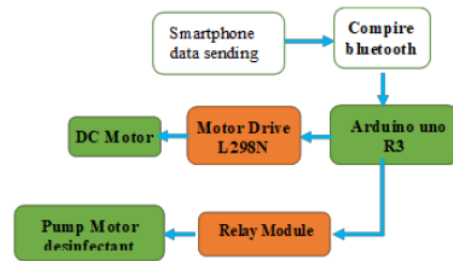 Smartphone
data sending
Compire
bluetooth
DC Motor
Motor Drive
L298N
Arduino uno
R3
Pump Motor
desinfectant
Relay Module